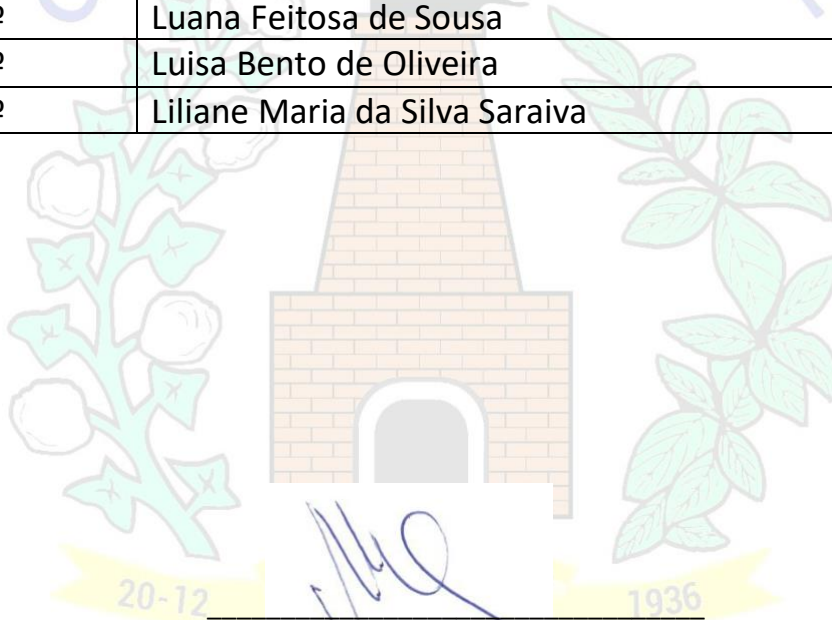 º Luana Feitosa de Sousa
º Luisa Bento de Oliveira
º Liliane Maria da Silva Saraiva
20-12 1936